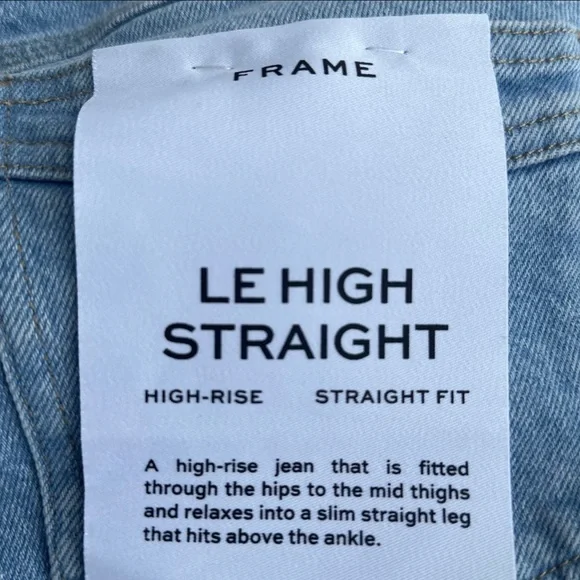 FRAME
LE HIGH
STRAIGHT
HIGH-RISE STRAIGHT FIT
A high-rise jean that is fitted
through the hips to the mid thighs
and relaxes into a slim straight leg
that hits above the ankle.